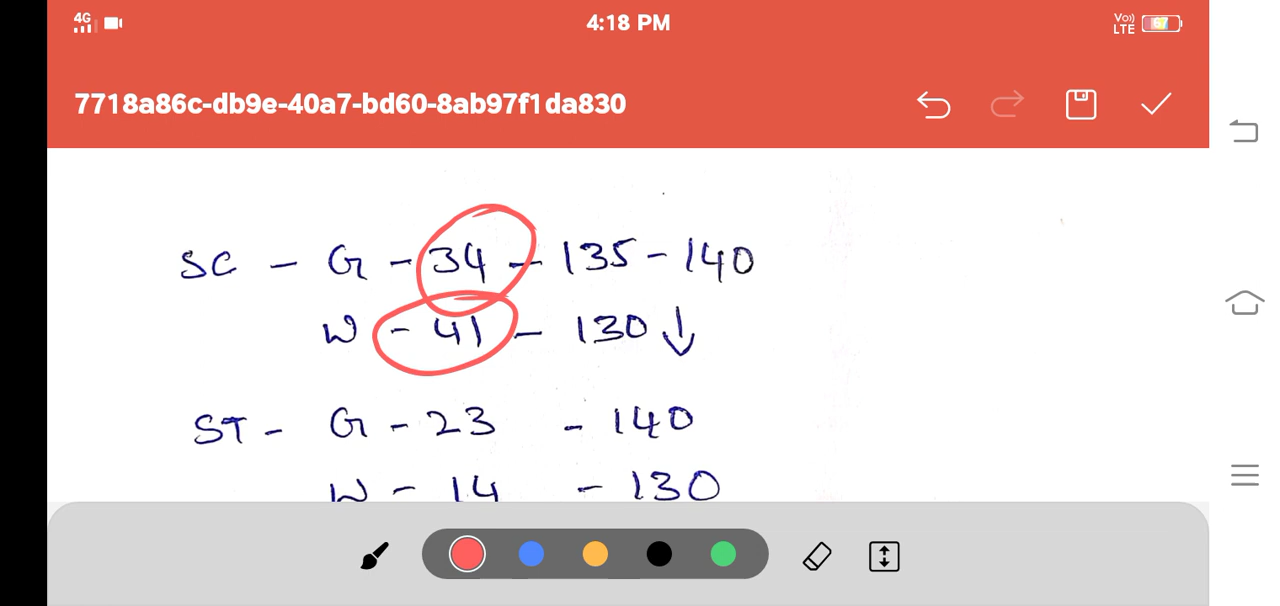 4G 4:18 PM Vo)) LTE 67
7718a86c-db9e-40a7-bd60-8ab97f1da830
SC - G - 34 - 135 - 140
W - 41 - 130 ↓
ST - G - 23 - 140
W - 14 - 130